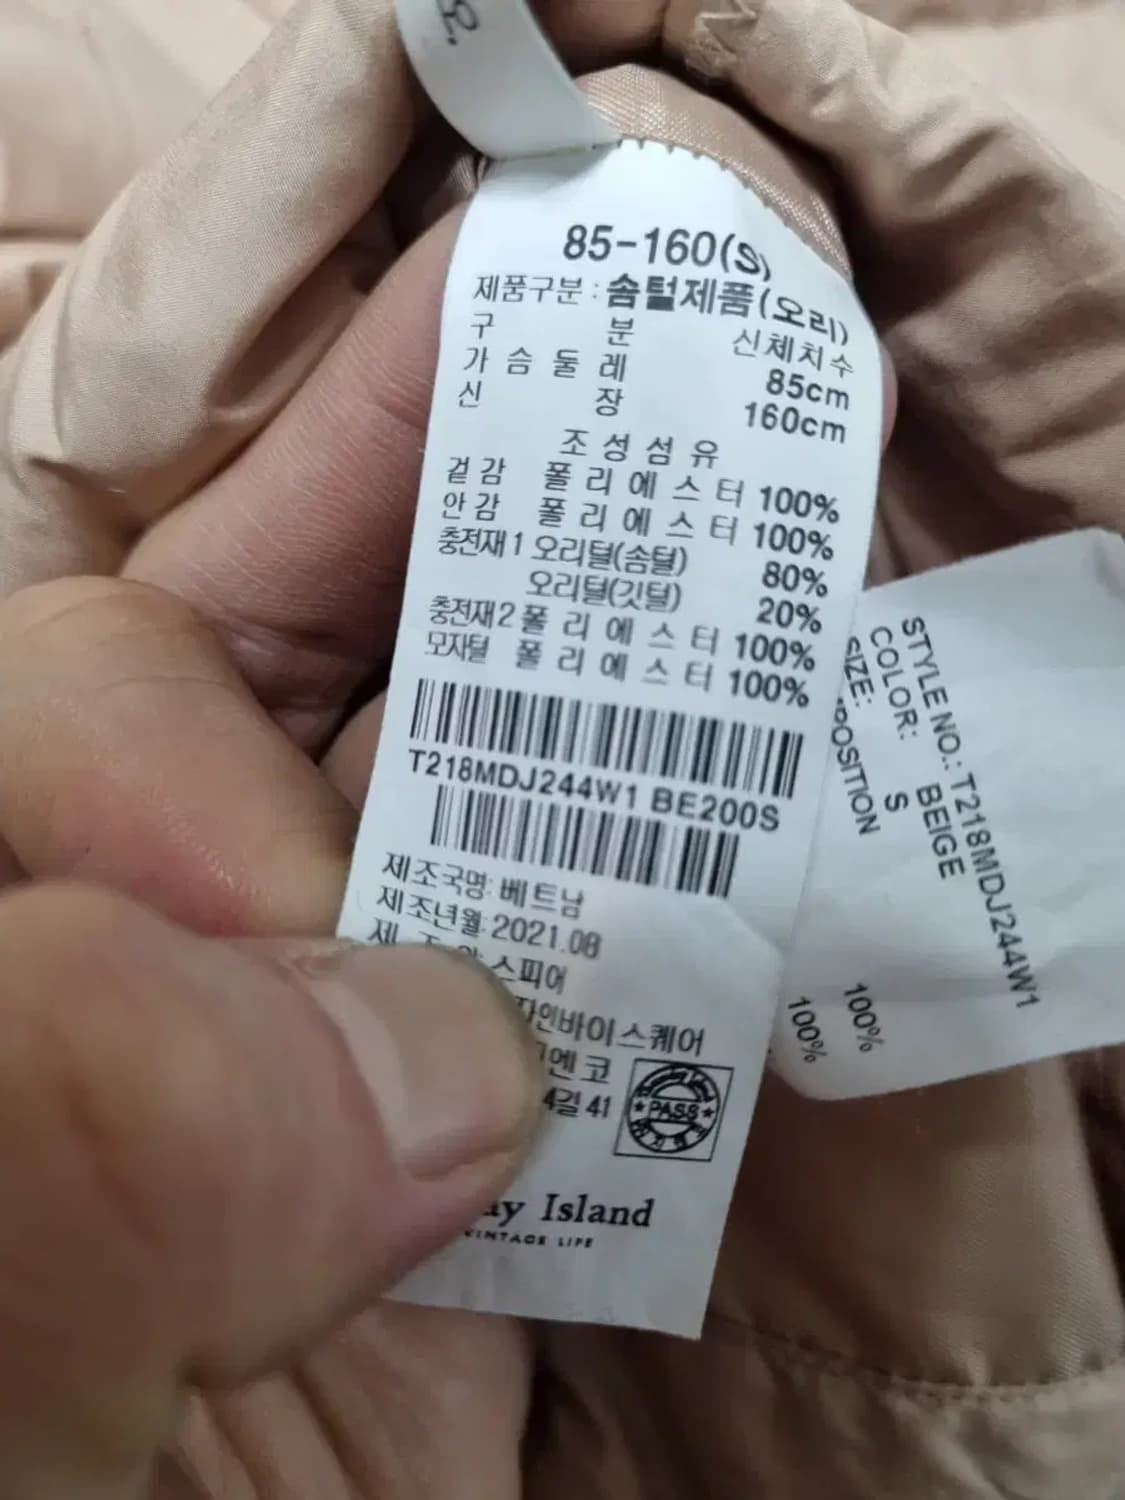 85-160(S)
제품구분 : 솜털제품(오리)
구 분 신체치수
가슴둘레 85cm
신 장 160cm
조성섬유
겉감 폴리에스터 100%
안감 폴리에스터 100%
충전재1 오리털(솜털) 80%
오리털(깃털) 20%
충전재2 폴리에스터 100%
모자털 폴리에스터 100%
T218MDJ244W1 BE200S
제조국명: 베트남
제조년월: 2021.08
스피어
자인바이스퀘어
엔코
4길 41
PASS
Island
VINTAGE LIFE
STYLE NO.: T218MDJ244W1
COLOR: BEIGE
SIZE: S
100%
100%